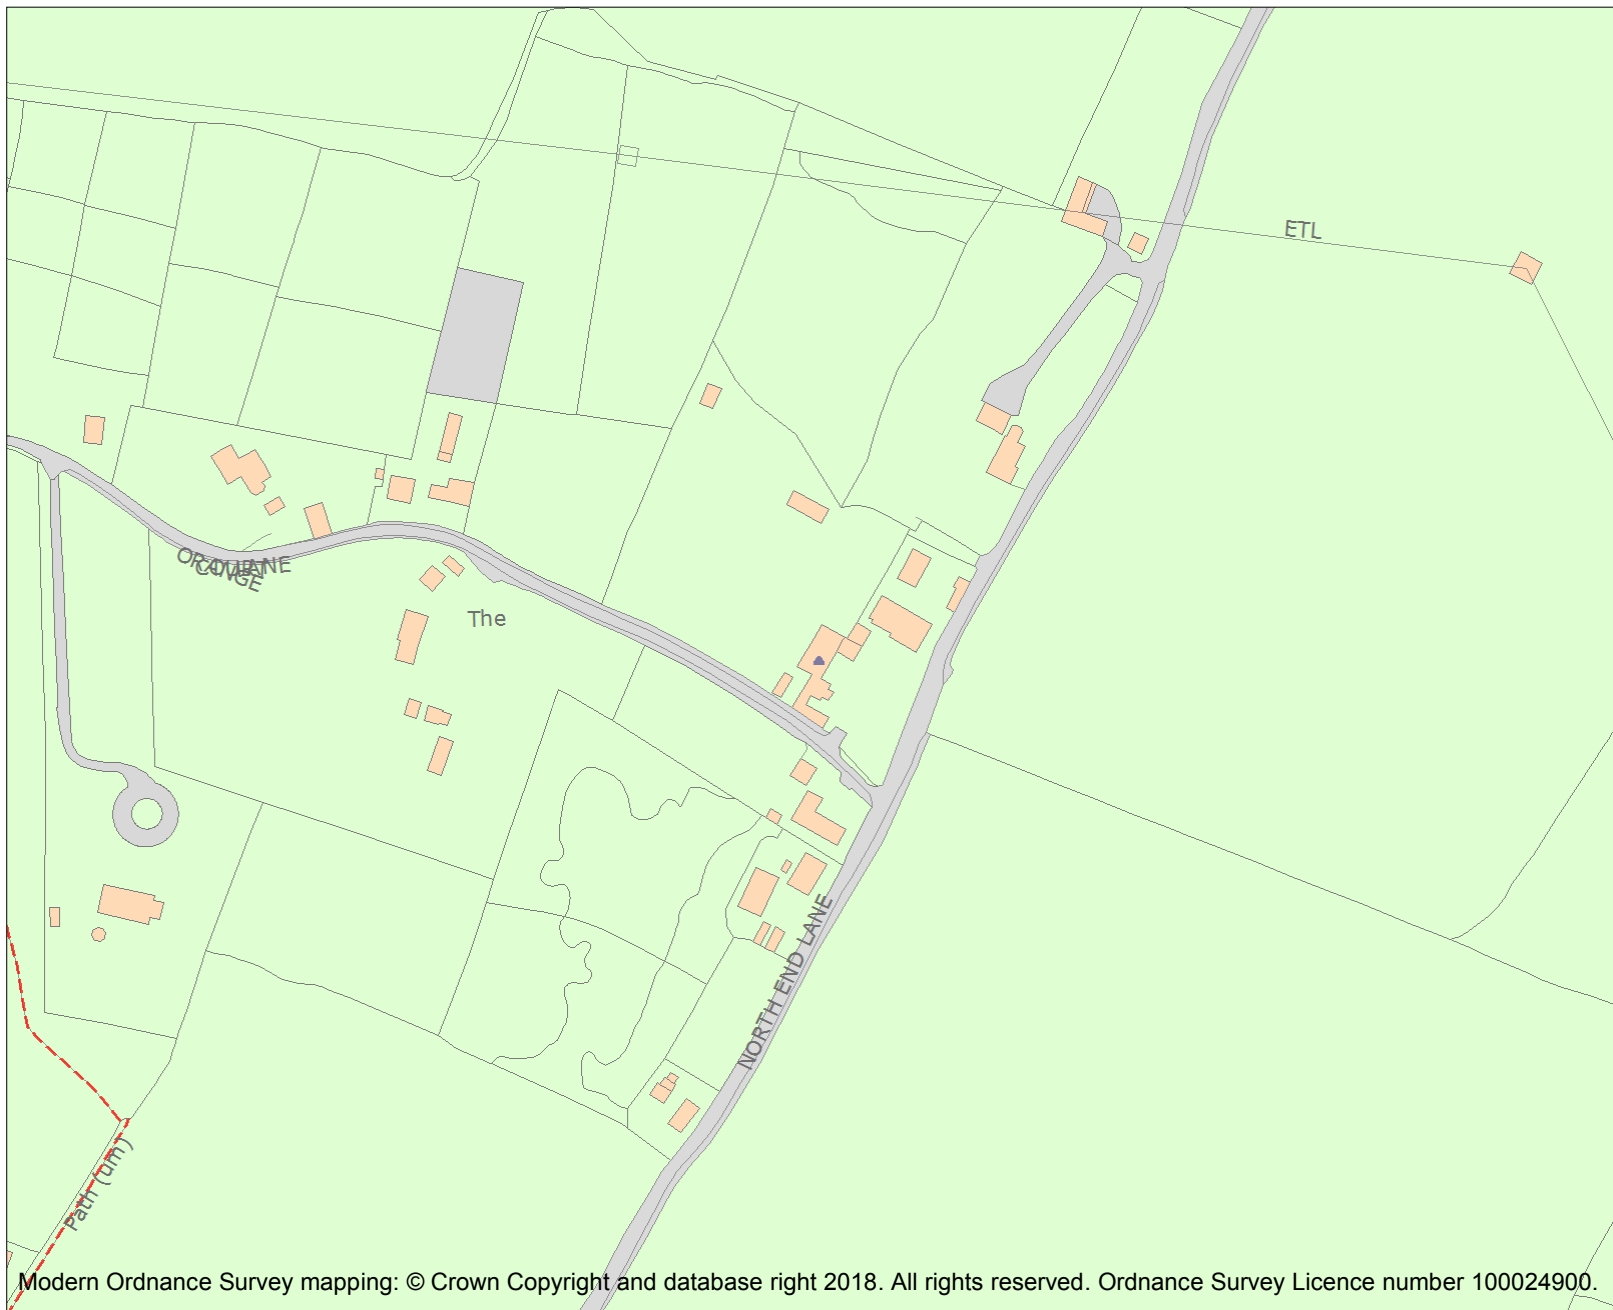 ETL
LANE
The
NORTH END LANE
Path (um)
Modern Ordnance Survey mapping: © Crown Copyright and database right 2018. All rights reserved. Ordnance Survey Licence number 100024900.